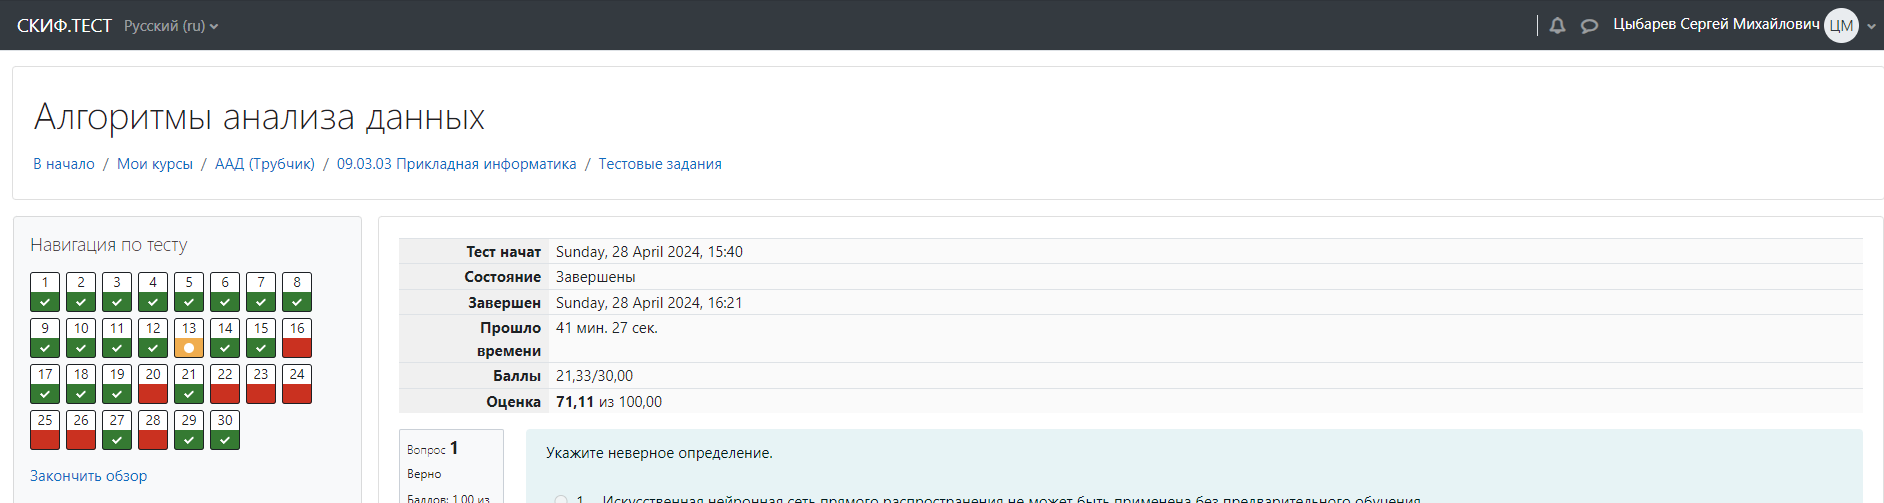 СКИФ.ТЕСТ Русский (ru) Цыбарев Сергей Михайлович ЦМ
Алгоритмы анализа данных
В начало / Мои курсы / ААД (Трубчик) / 09.03.03 Прикладная информатика / Тестовые задания
Навигация по тесту
1 2 3 4 5 6 7 8
9 10 11 12 13 14 15 16
17 18 19 20 21 22 23 24
25 26 27 28 29 30
Закончить обзор
Тест начат Sunday, 28 April 2024, 15:40
Состояние Завершены
Завершен Sunday, 28 April 2024, 16:21
Прошло времени 41 мин. 27 сек.
Баллы 21,33/30,00
Оценка 71,11 из 100,00
Вопрос 1
Верно
Баллов: 1,00 из
Укажите неверное определение.
1. Искусственная нейронная сеть прямого распространения не может быть применена без предварительного обучения